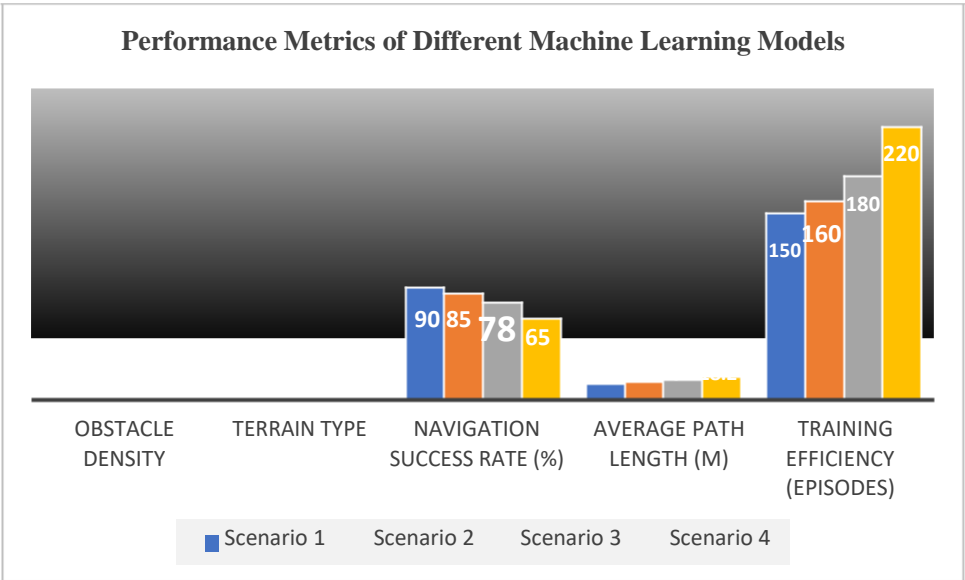 Performance Metrics of Different Machine Learning Models
90 85 78 65
150 160 180 220
OBSTACLE DENSITY
TERRAIN TYPE
NAVIGATION SUCCESS RATE (%)
AVERAGE PATH LENGTH (M)
TRAINING EFFICIENCY (EPISODES)
Scenario 1 Scenario 2 Scenario 3 Scenario 4